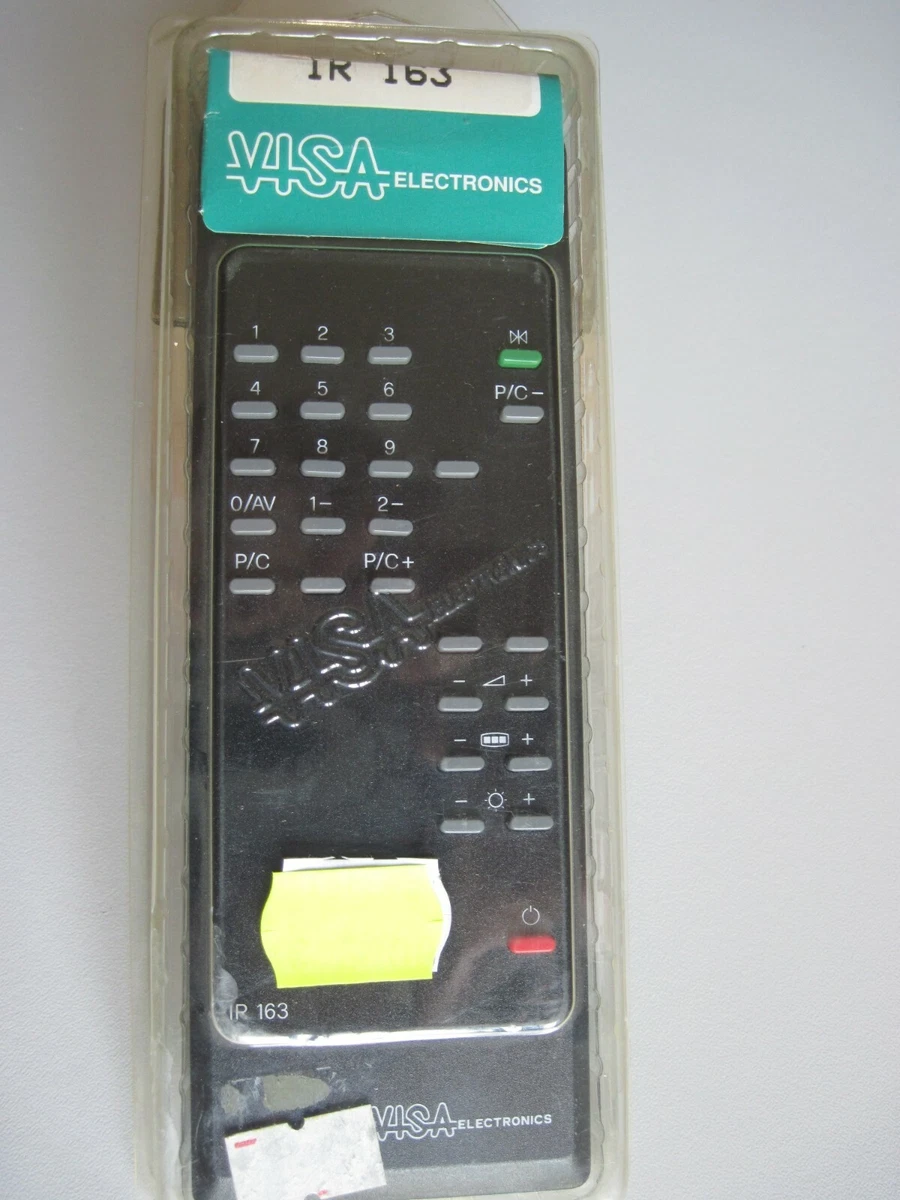 IR 163
VISA ELECTRONICS
1 2 3
4 5 6 P/C-
7 8 9
0/AV 1- 2-
P/C P/C+
VISA ELECTRONICS
- +
- +
- +
IR 163
VISA ELECTRONICS